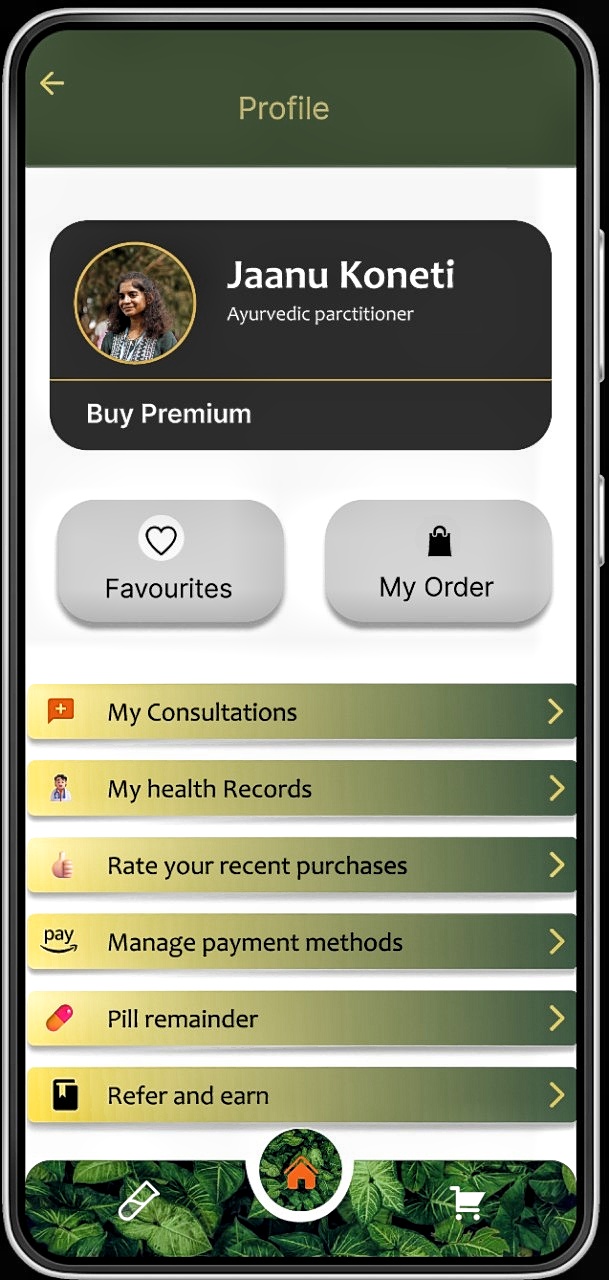 Profile
Jaanu Koneti
Ayurvedic parctitioner
Buy Premium
Favourites
My Order
My Consultations
My health Records
Rate your recent purchases
pay
Manage payment methods
Pill remainder
Refer and earn